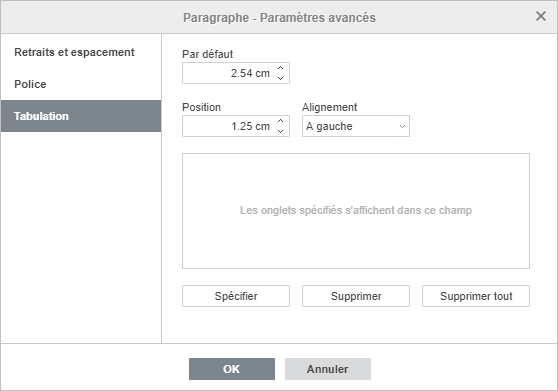 Paragraphe - Paramètres avancés
Retraits et espacement
Police
Tabulation
Par défaut
2.54 cm
Position
Alignement
1.25 cm
A gauche
Les onglets spécifiés s'affichent dans ce champ
Spécifier
Supprimer
Supprimer tout
OK
Annuler